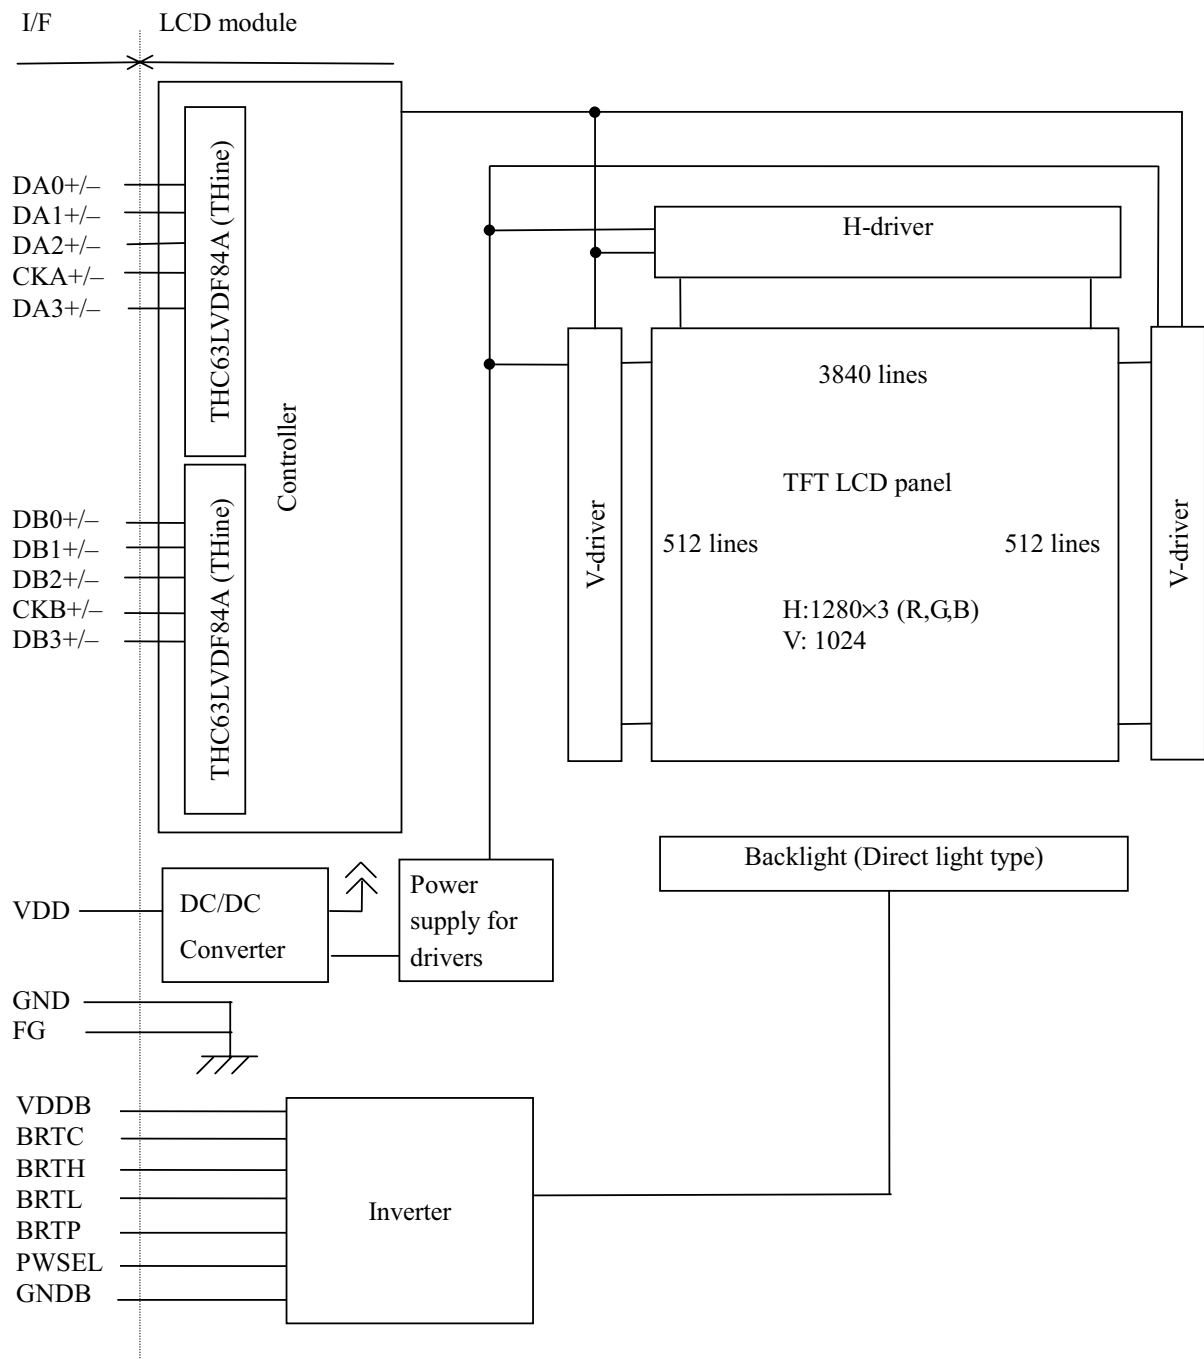 I/F
LCD module
DA0+/–
DA1+/–
DA2+/–
CKA+/–
DA3+/–
THC63LVDF84A (THine)
Controller
DB0+/–
DB1+/–
DB2+/–
CKB+/–
DB3+/–
THC63LVDF84A (THine)
H-driver
V-driver
3840 lines
TFT LCD panel
512 lines
512 lines
H:1280×3 (R,G,B)
V: 1024
V-driver
Backlight (Direct light type)
VDD
DC/DC
Converter
Power
supply for
drivers
GND
FG
VDDB
BRTC
BRTH
BRTL
BRTP
PWSEL
GNDB
Inverter